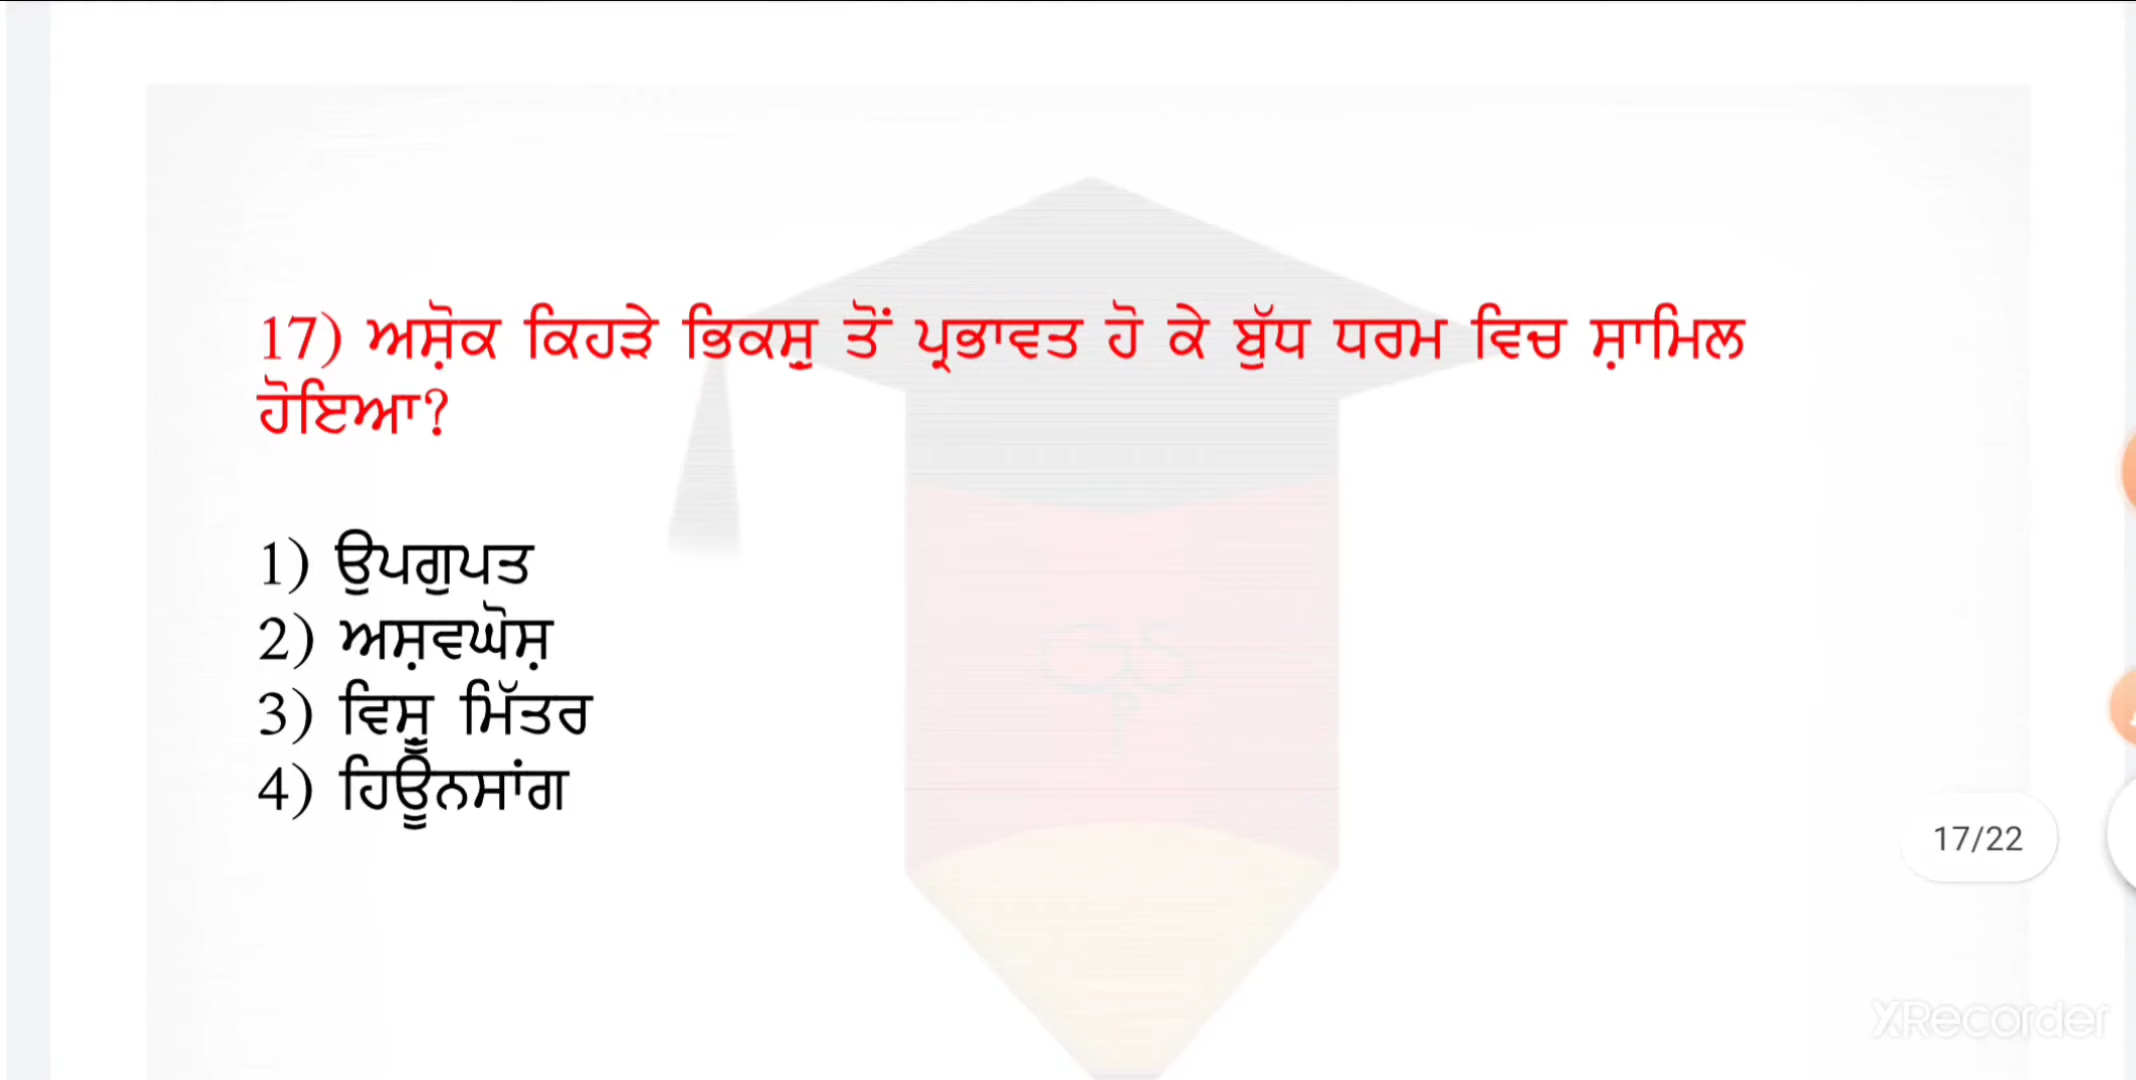 17) ਅਸ਼ੋਕ ਕਿਹੜੇ ਭਿਕਸ਼ੁ ਤੋਂ ਪ੍ਰਭਾਵਤ ਹੋ ਕੇ ਬੁੱਧ ਧਰਮ ਵਿਚ ਸ਼ਾਮਿਲ
ਹੋਇਆ?
1) ਉਪਗੁਪਤ
2) ਅਸ਼ਵਘੋਸ਼
3) ਵਿਸ਼ੂ ਮਿੱਤਰ
4) ਹਿਊਨਸਾਂਗ
17/22
XRecorder